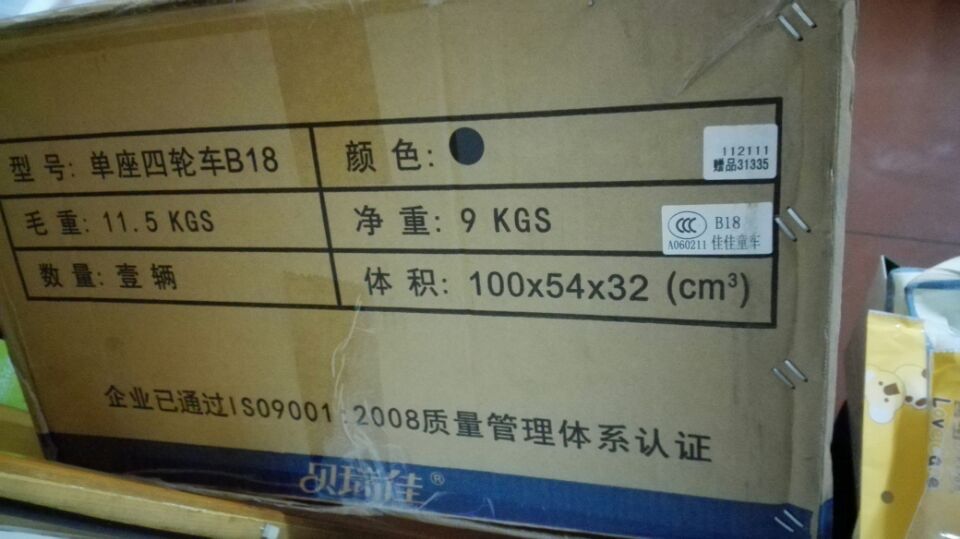 型号: 单座四轮车B18
颜 色:
112111
赠品31335
毛重: 11.5 KGS
净 重: 9 KGS
CCC B18
A060211 佳佳童车
数量: 壹 辆
体 积: 100x54x32 (cm³)
企业已通过ISO9001:2008质量管理体系认证
贝瑞佳®